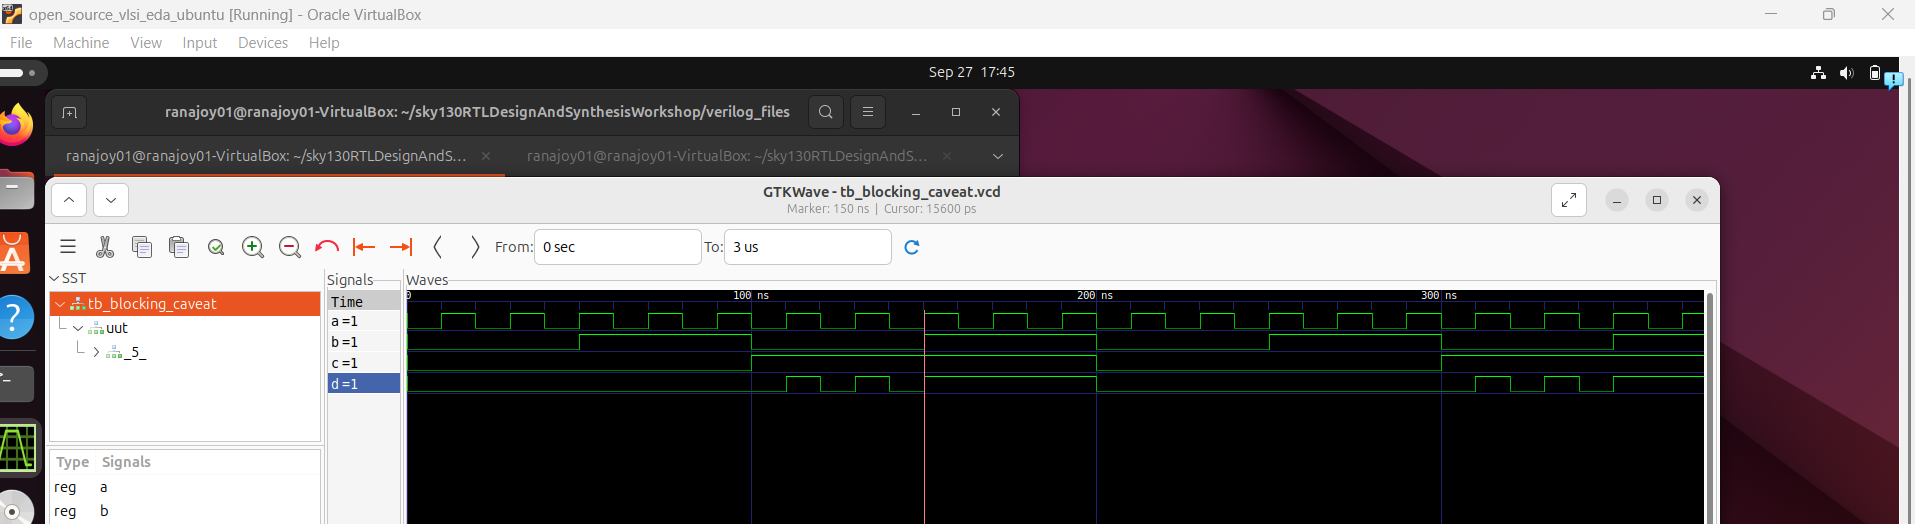 open_source_vlsi_eda_ubuntu [Running] - Oracle VirtualBox
File Machine View Input Devices Help
Sep 27 17:45
ranajoy01@ranajoy01-VirtualBox: ~/sky130RTLDesignAndSynthesisWorkshop/verilog_files
ranajoy01@ranajoy01-VirtualBox: ~/sky130RTLDesignAndS... ranajoy01@ranajoy01-VirtualBox: ~/sky130RTLDesignAndS...
GTKWave - tb_blocking_caveat.vcd
Marker: 150 ns | Cursor: 15600 ps
From: 0 sec To: 3 us
SST
tb_blocking_caveat
uut
_5_
Type Signals
reg a
reg b
Signals
Time
a=1
b=1
c=1
d=1
Waves
0 100 ns 200 ns 300 ns